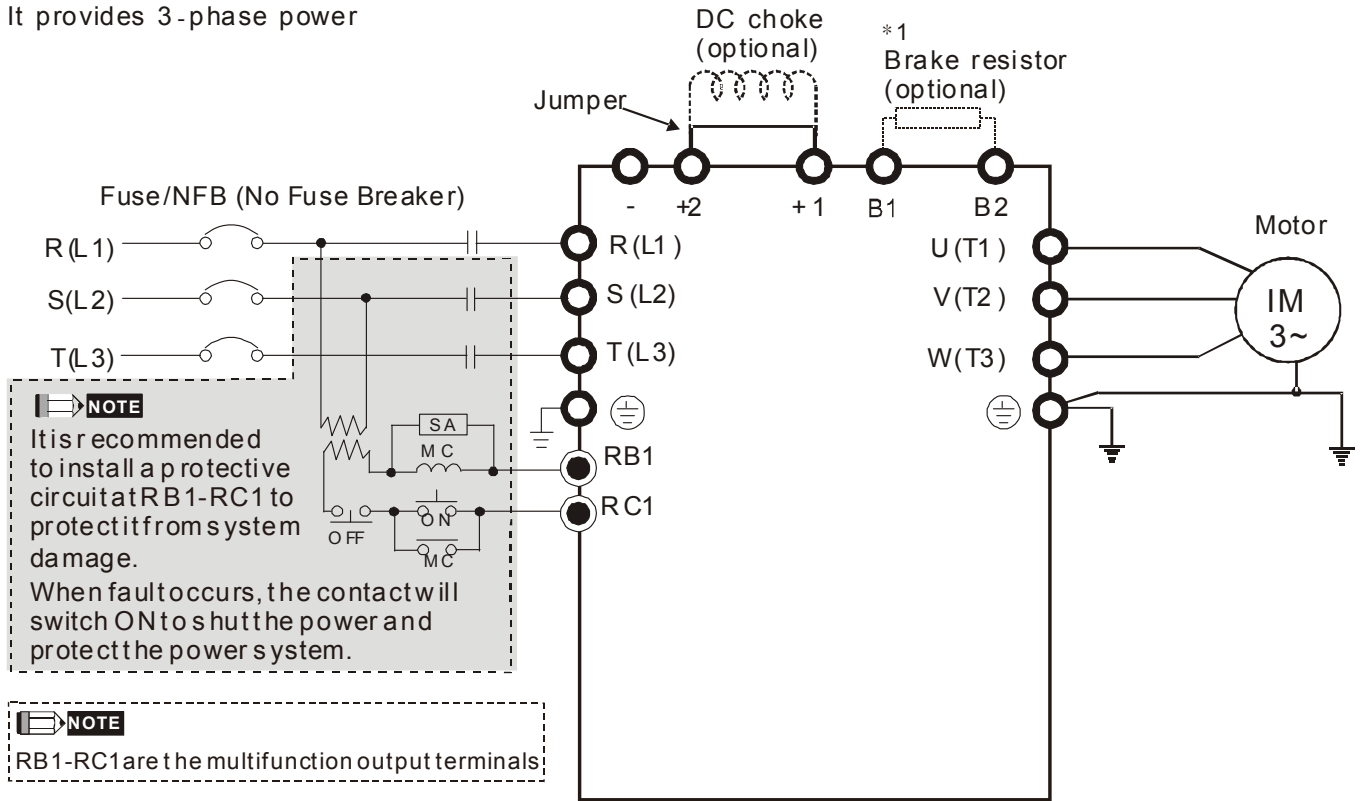 It provides 3-phase power
DC choke
(optional)
*1
Brake resistor
(optional)
Jumper
Fuse/NFB (No Fuse Breaker)
- +2 +1 B1 B2
Motor
R(L1)
R(L1)
U(T1)
S(L2)
S(L2)
V(T2)
IM
3~
T(L3)
T(L3)
W(T3)
NOTE
It is recommended
to install a protective
circuit at RB1-RC1 to
protect it from system
damage.
When fault occurs, the contact will
switch ON to shut the power and
protect the power system.
SA
MC
RB1
RC1
ON
OFF
MC
NOTE
RB1-RC1 are the multifunction output terminals